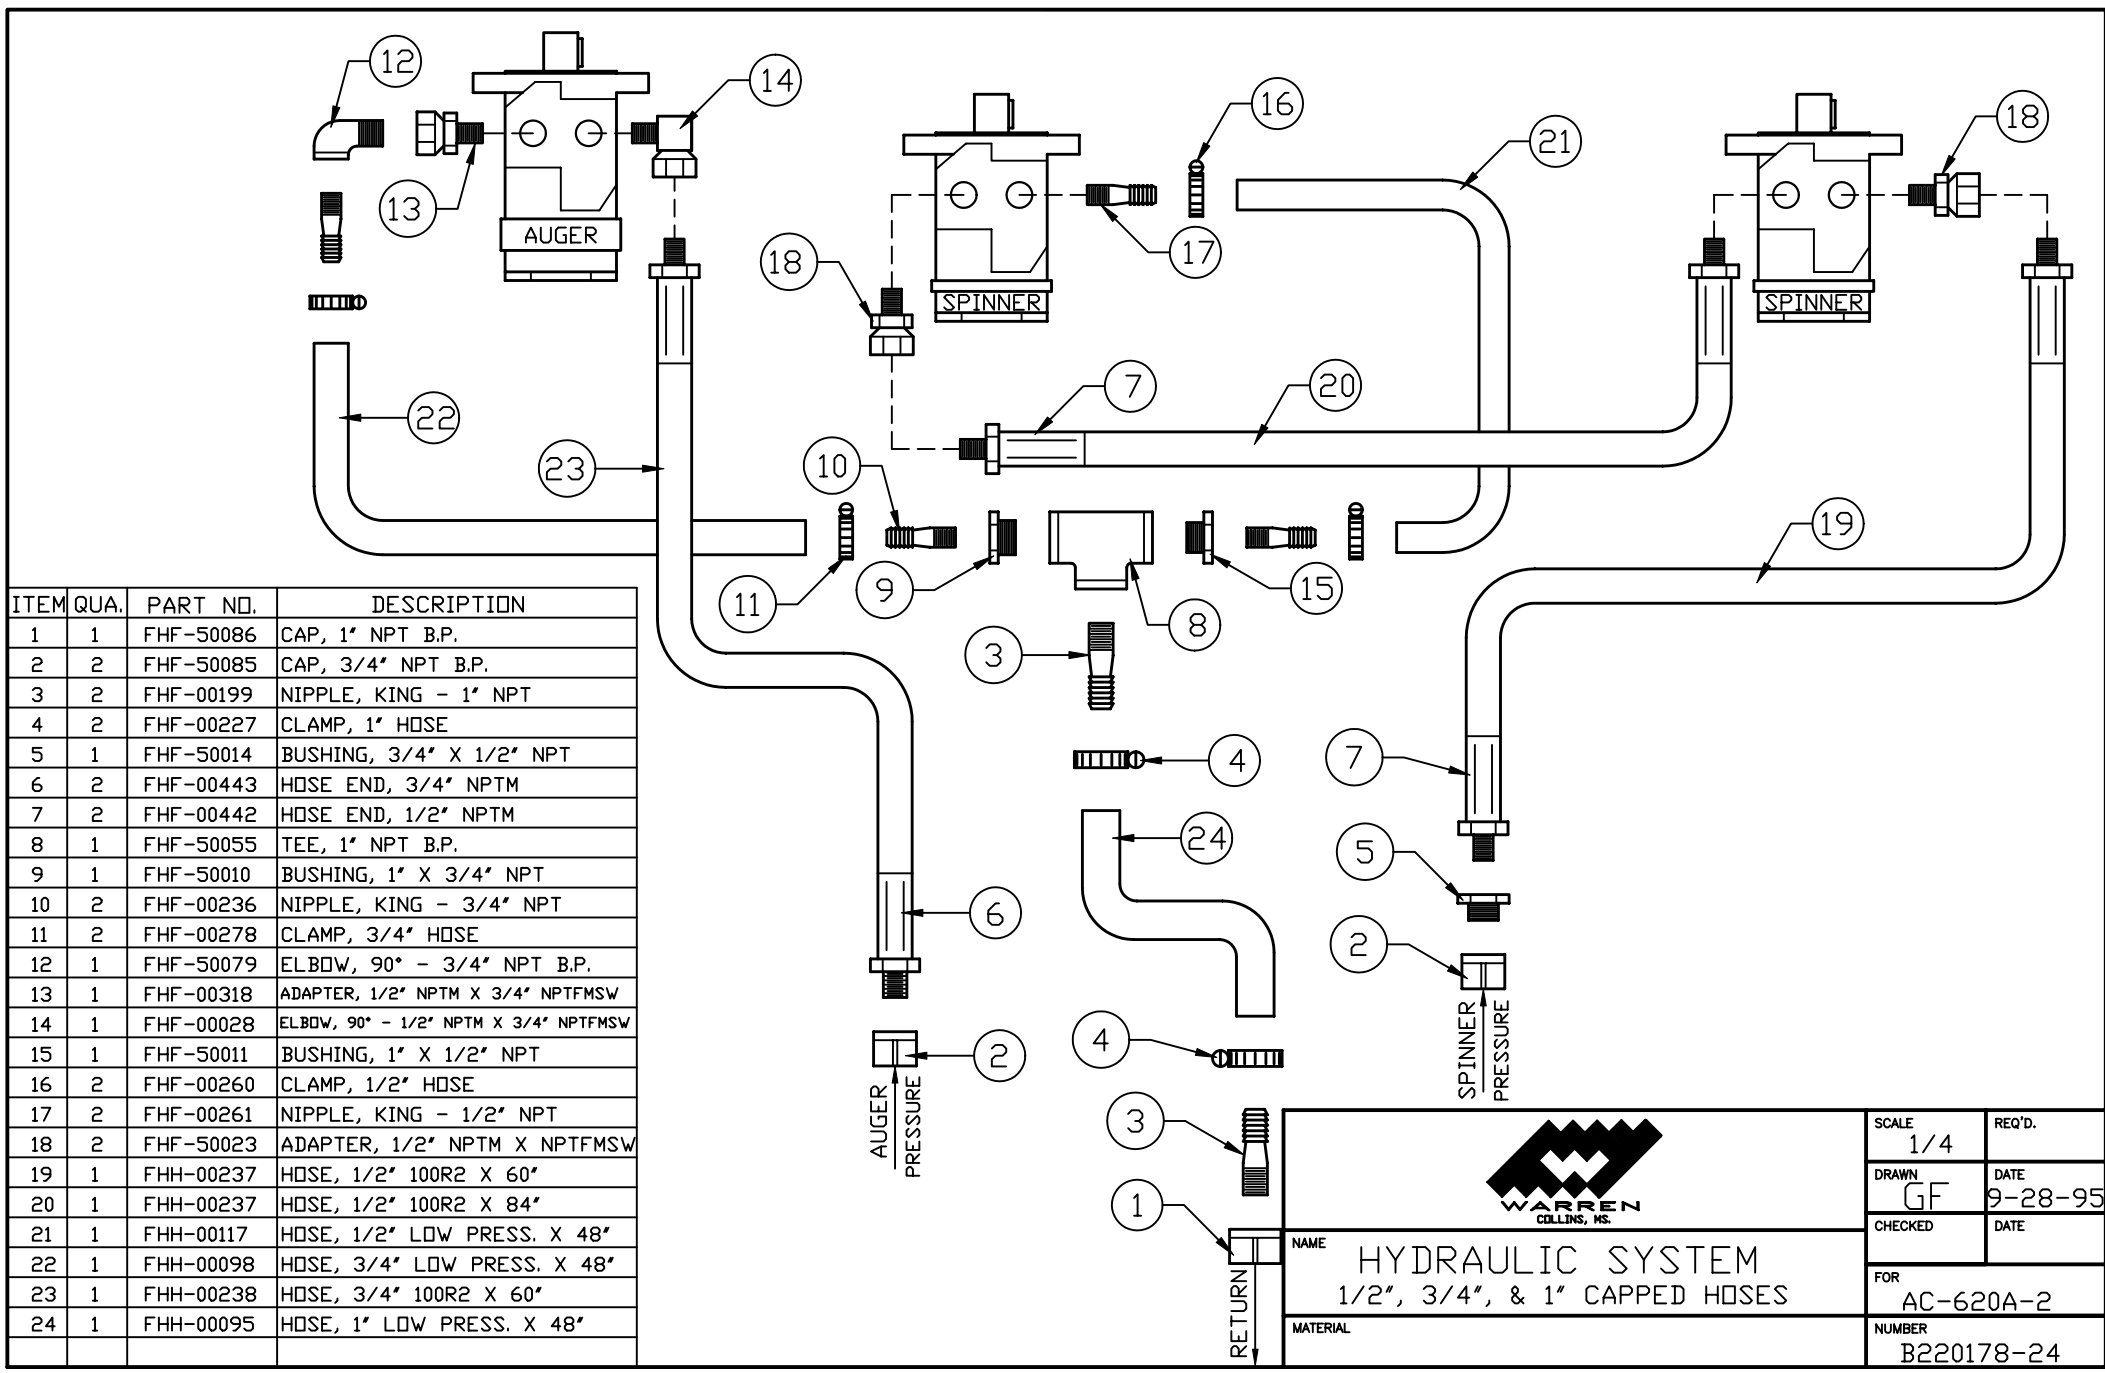 12
14
16
18
21
13
17
AUGER
18
SPINNER
SPINNER
7
20
22
23
10
19
11
9
15
8
3
4
7
24
5
6
2
4
2
3
1
AUGER
PRESSURE
SPINNER
PRESSURE
RETURN
ITEM QUA. PART NO. DESCRIPTION
1 1 FHF-50086 CAP, 1" NPT B.P.
2 2 FHF-50085 CAP, 3/4" NPT B.P.
3 2 FHF-00199 NIPPLE, KING - 1" NPT
4 2 FHF-00227 CLAMP, 1" HOSE
5 1 FHF-50014 BUSHING, 3/4" X 1/2" NPT
6 2 FHF-00443 HOSE END, 3/4" NPTM
7 2 FHF-00442 HOSE END, 1/2" NPTM
8 1 FHF-50055 TEE, 1" NPT B.P.
9 1 FHF-50010 BUSHING, 1" X 3/4" NPT
10 2 FHF-00236 NIPPLE, KING - 3/4" NPT
11 2 FHF-00278 CLAMP, 3/4" HOSE
12 1 FHF-50079 ELBOW, 90° - 3/4" NPT B.P.
13 1 FHF-00318 ADAPTER, 1/2" NPTM X 3/4" NPTFMSW
14 1 FHF-00028 ELBOW, 90° - 1/2" NPTM X 3/4" NPTFMSW
15 1 FHF-50011 BUSHING, 1" X 1/2" NPT
16 2 FHF-00260 CLAMP, 1/2" HOSE
17 2 FHF-00261 NIPPLE, KING - 1/2" NPT
18 2 FHF-50023 ADAPTER, 1/2" NPTM X NPTFMSW
19 1 FHH-00237 HOSE, 1/2" 100R2 X 60"
20 1 FHH-00237 HOSE, 1/2" 100R2 X 84"
21 1 FHH-00117 HOSE, 1/2" LOW PRESS. X 48"
22 1 FHH-00098 HOSE, 3/4" LOW PRESS. X 48"
23 1 FHH-00238 HOSE, 3/4" 100R2 X 60"
24 1 FHH-00095 HOSE, 1" LOW PRESS. X 48"
WARREN
COLLINS, MS.
NAME
HYDRAULIC SYSTEM
1/2", 3/4", & 1" CAPPED HOSES
MATERIAL
SCALE
1/4
REQ'D.
DRAWN
GF
DATE
9-28-95
CHECKED
DATE
FOR
AC-620A-2
NUMBER
B220178-24